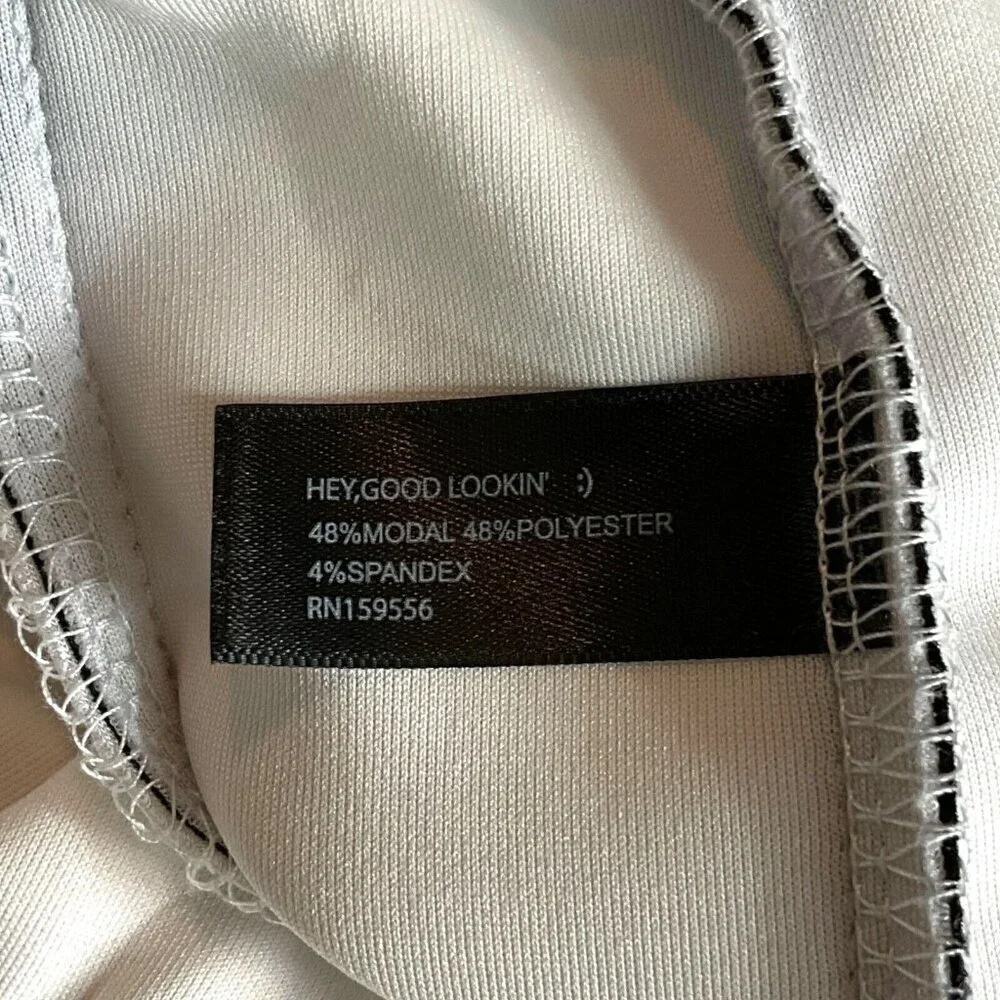 HEY,GOOD LOOKIN' :)
48%MODAL 48%POLYESTER
4%SPANDEX
RN159556